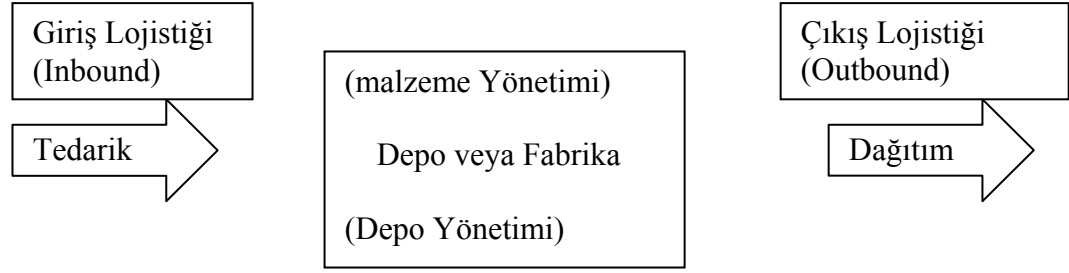 Giriş Lojistiği
(Inbound)
Tedarik
(malzeme Yönetimi)
Depo veya Fabrika
(Depo Yönetimi)
Çıkış Lojistiği
(Outbound)
Dağıtım